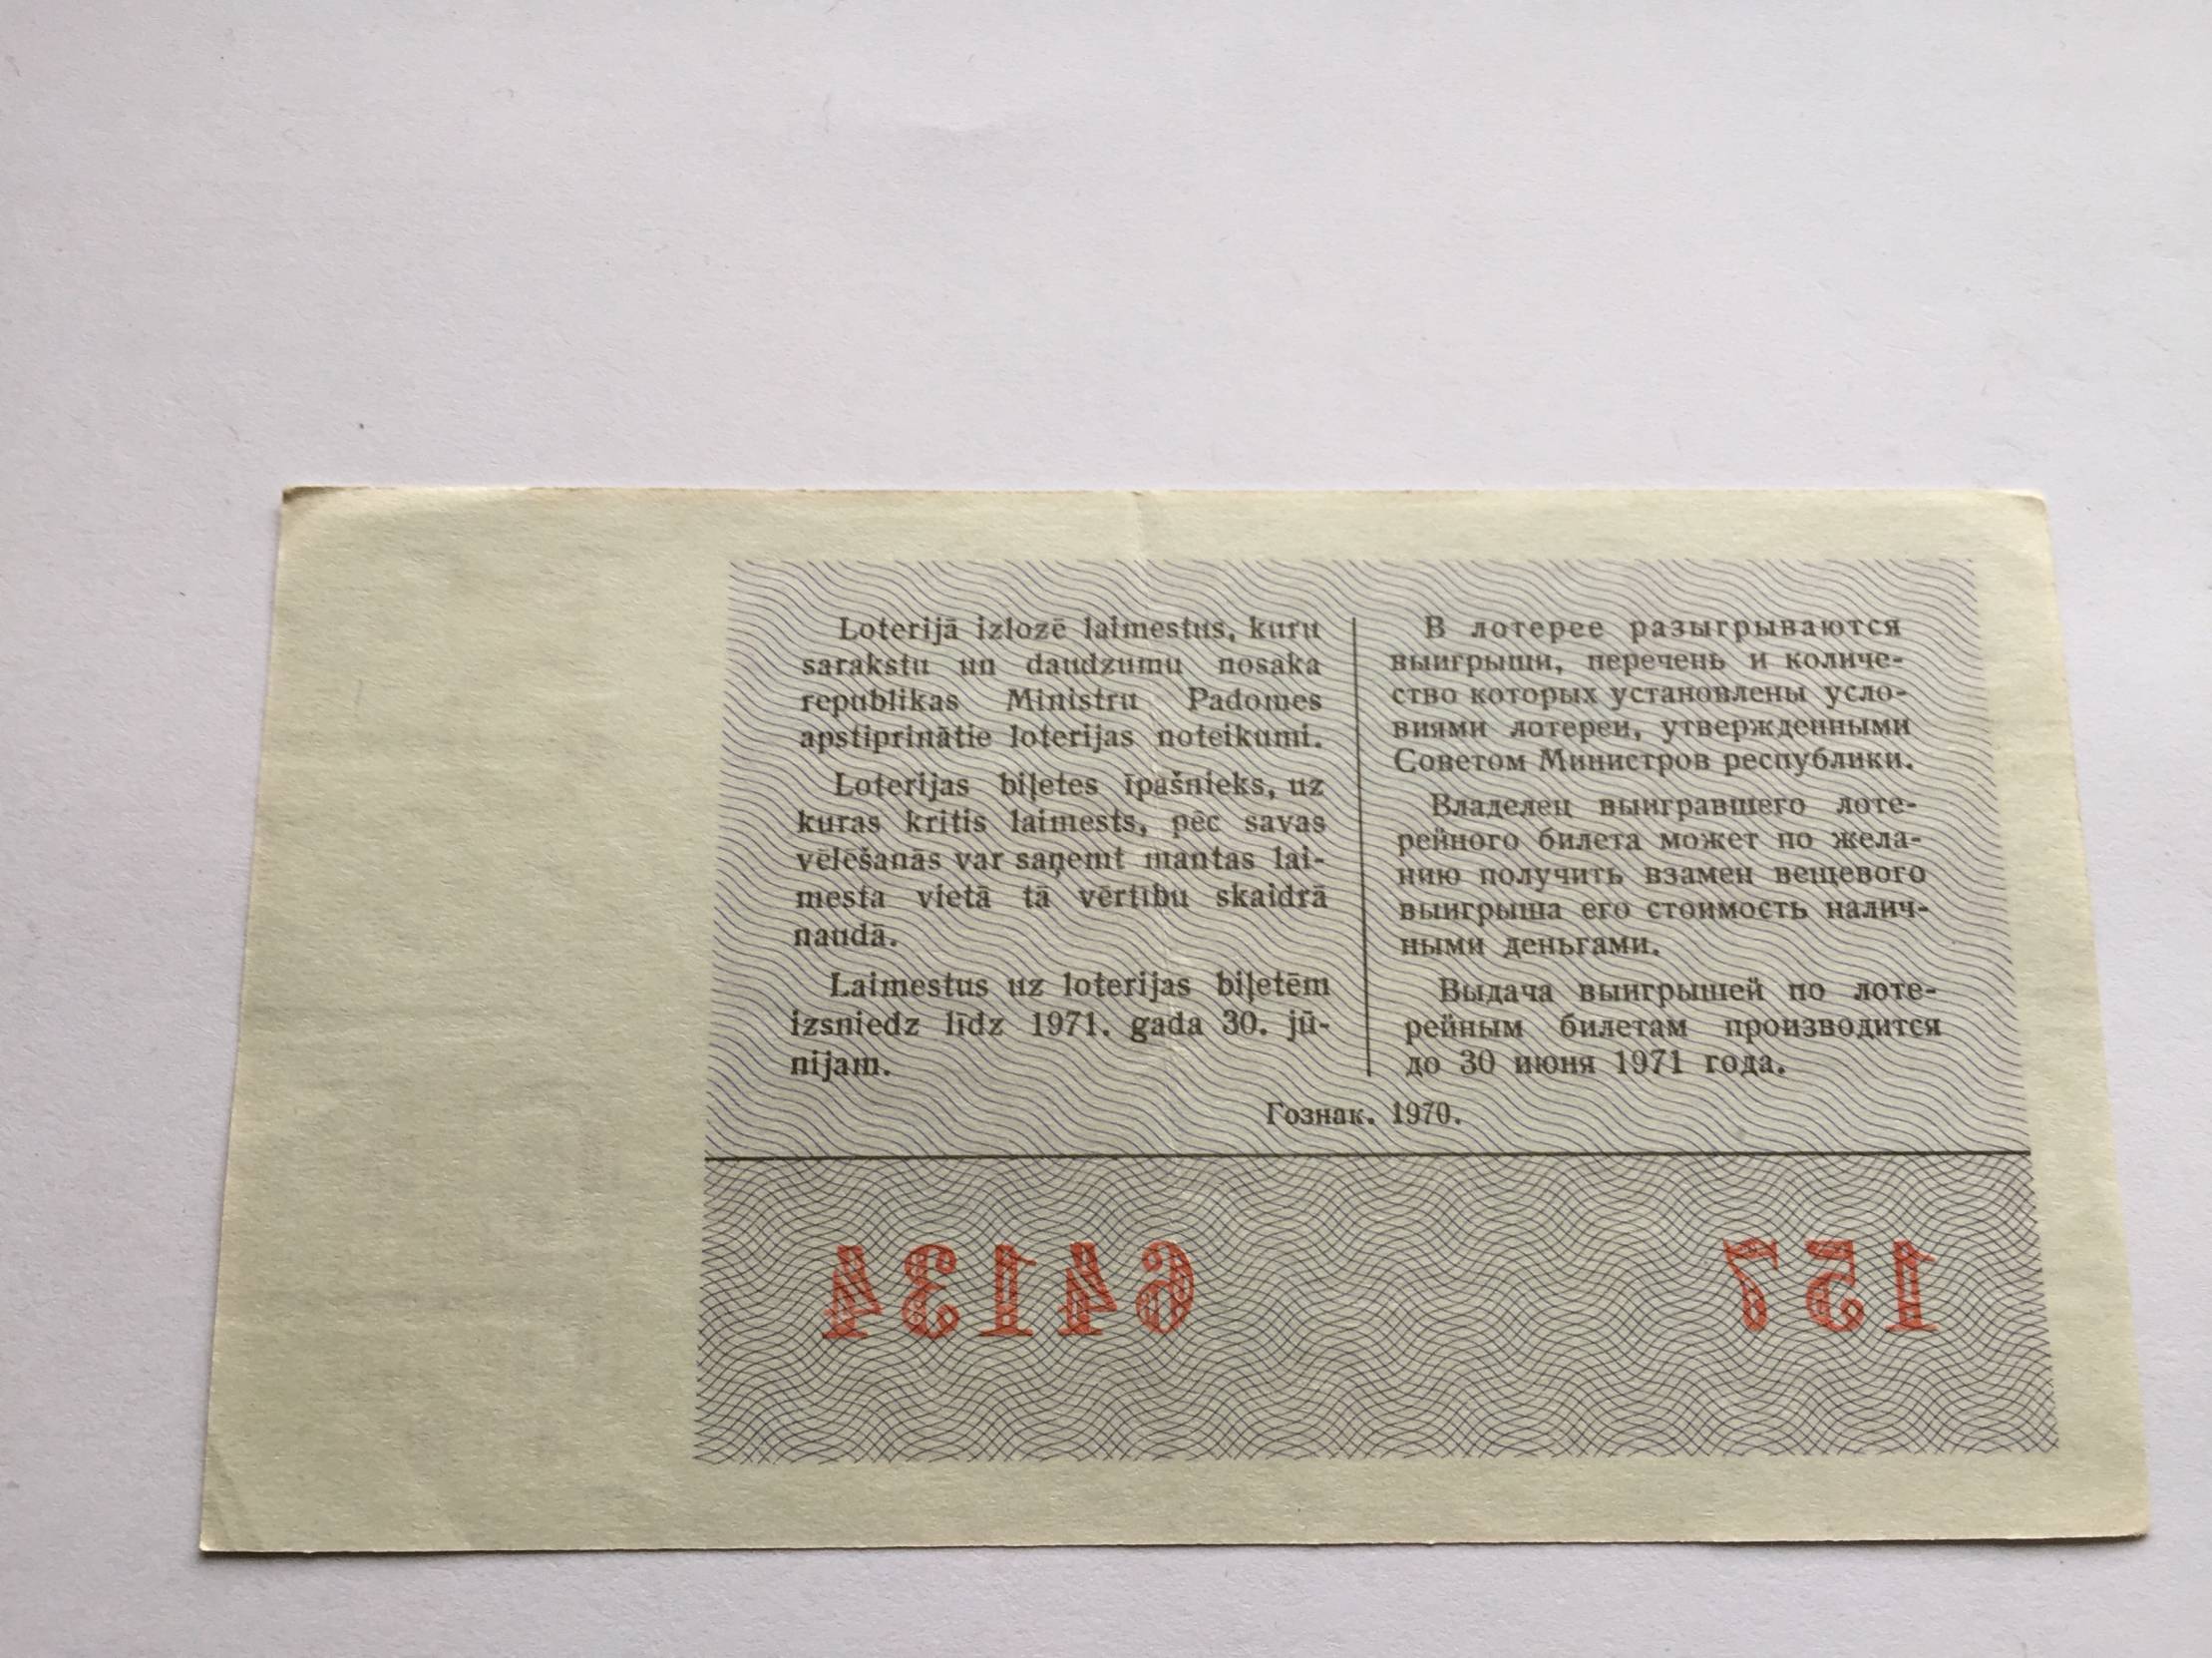 Loterijā izlozē laimestus, kuru
sarakstu un daudzumu nosaka
republikas Ministru Padomes
apstiprinātie loterijas noteikumi.
Loterijas biļetes īpašnieks, uz
kuras kritis laimests, pēc savas
vēlēšanās var saņemt mantas lai-
mesta vietā tā vērtību skaidrā
naudā.
Laimestus uz loterijas biļetēm
izsniedz līdz 1971. gada 30. jū-
nijam.
В лотерее разыгрываются
выигрыши, перечень и количе-
ство которых установлены усло-
виями лотереи, утвержденными
Советом Министров республики.
Владелец выигравшего лоте-
рейного билета может по жела-
нию получить взамен вещевого
выигрыша его стоимость налич-
ными деньгами.
Выдача выигрышей по лоте-
рейным билетам производится
до 30 июня 1971 года.
Гознак. 1970.
64134 157